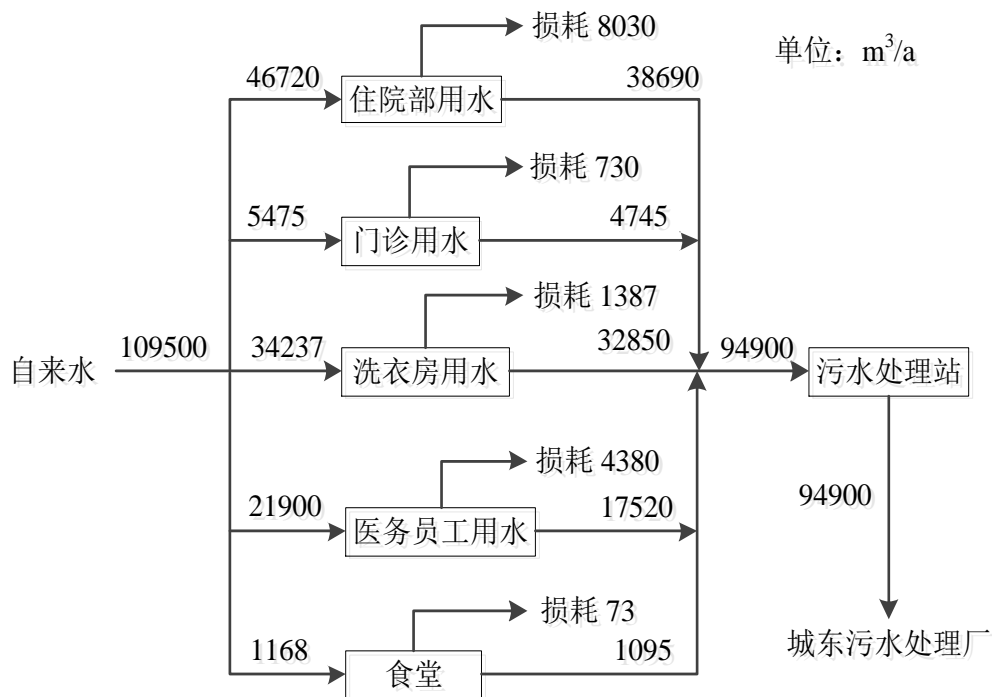 损耗 8030
单位：m³/a
46720
住院部用水
38690
损耗 730
5475
门诊用水
4745
损耗 1387
自来水
109500
34237
洗衣房用水
32850
94900
污水处理站
损耗 4380
21900
医务员工用水
17520
94900
损耗 73
1168
食堂
1095
城东污水处理厂